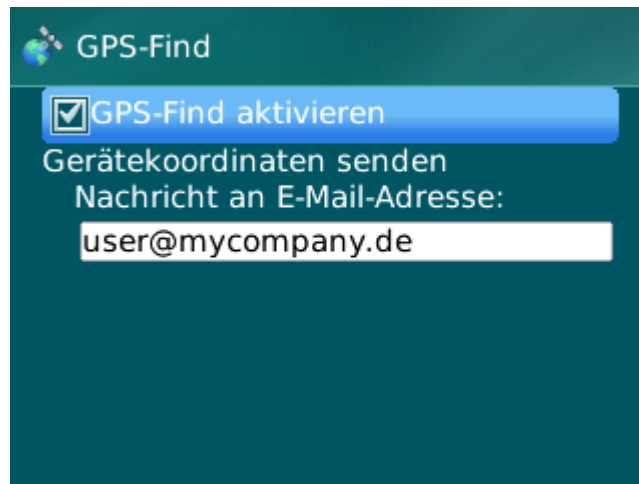 GPS-Find
GPS-Find aktivieren
Gerätekoordinaten senden
Nachricht an E-Mail-Adresse:
user@mycompany.de